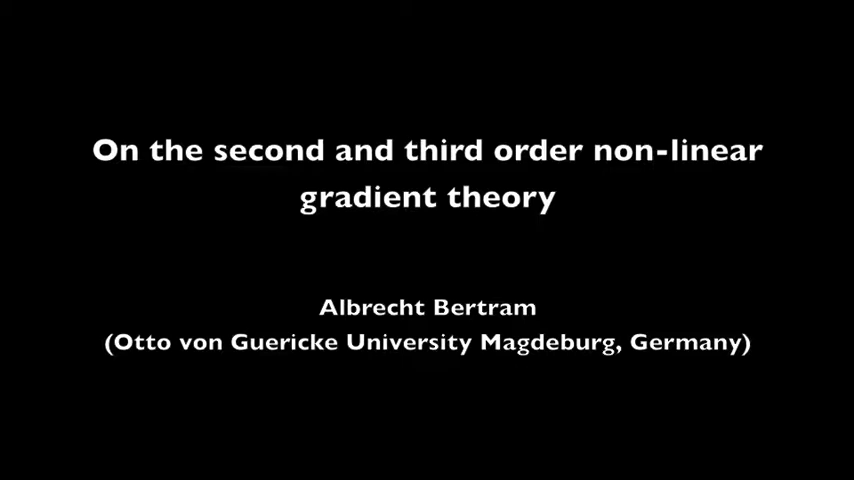 On the second and third order non-linear
gradient theory
Albrecht Bertram
(Otto von Guericke University Magdeburg, Germany)